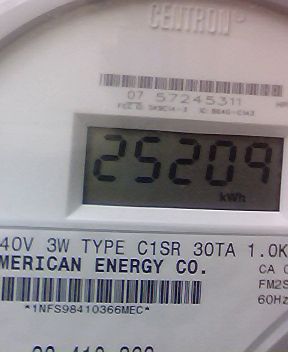 CENTRON®
07 57245311
25209
kWh
40V 3W TYPE C1SR 30TA 1.0K
MERICAN ENERGY CO.
CA
FM2S
60Hz
*1NFS98410366MEC*